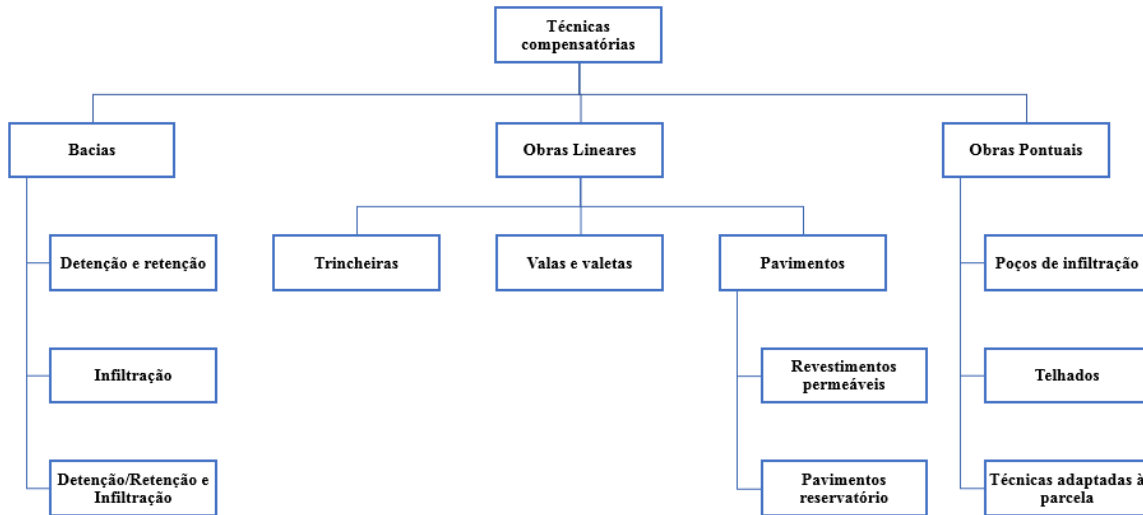 Técnicas
compensatórias
Bacias
Obras Lineares
Obras Pontuais
Detenção e retenção
Trincheiras
Valas e valetas
Pavimentos
Poços de infiltração
Infiltração
Revestimentos
permeáveis
Telhados
Detenção/Retenção e
Infiltração
Pavimentos
reservatório
Técnicas adaptadas à
parcela